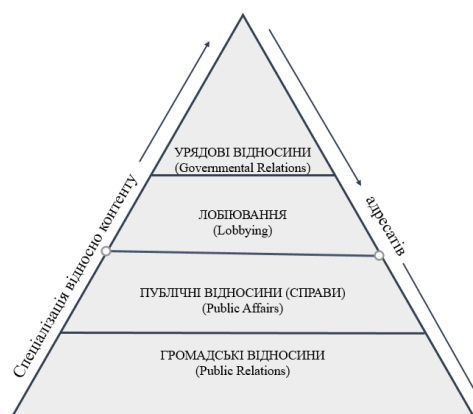 УРЯДОВІ ВІДНОСИНИ
(Governmental Relations)
ЛОБІЮВАННЯ
(Lobbying)
ПУБЛІЧНІ ВІДНОСИНИ (СПРАВИ)
(Public Affairs)
ГРОМАДСЬКІ ВІДНОСИНИ
(Public Relations)
Спеціалізація відносно контенту
адресатів